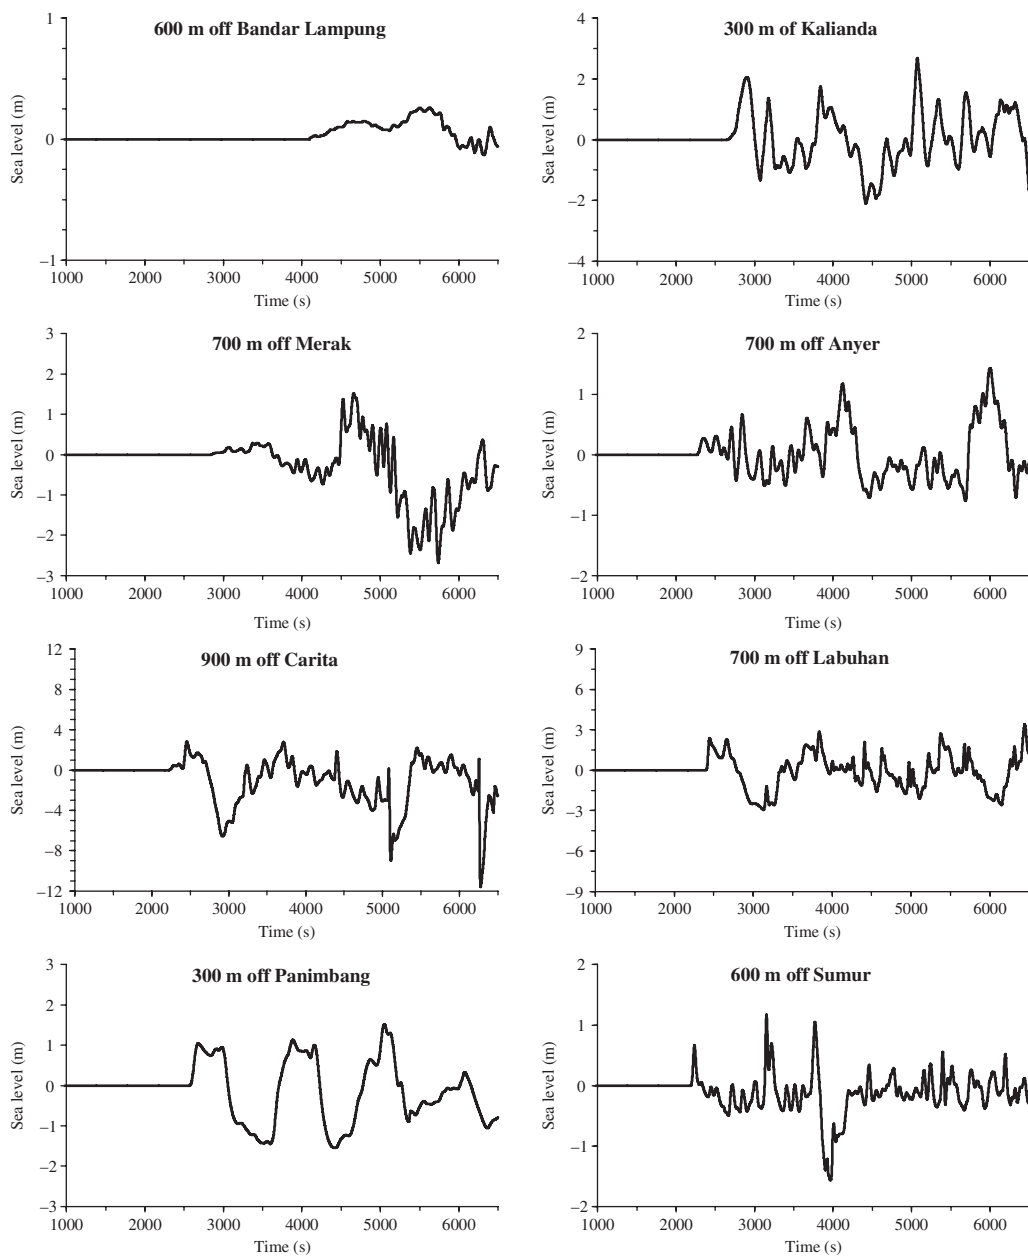 600 m off Bandar Lampung
1
0
−1
Sea level (m)
1000 2000 3000 4000 5000 6000
Time (s)
300 m of Kalianda
4
2
0
−2
−4
Sea level (m)
1000 2000 3000 4000 5000 6000
Time (s)
700 m off Merak
3
2
1
0
−1
−2
−3
Sea level (m)
1000 2000 3000 4000 5000 6000
Time (s)
700 m off Anyer
2
1
0
−1
−2
Sea level (m)
1000 2000 3000 4000 5000 6000
Time (s)
900 m off Carita
12
8
4
0
−4
−8
−12
Sea level (m)
1000 2000 3000 4000 5000 6000
Time (s)
700 m off Labuhan
9
6
3
0
−3
−6
−9
Sea level (m)
1000 2000 3000 4000 5000 6000
Time (s)
300 m off Panimbang
3
2
1
0
−1
−2
−3
Sea level (m)
1000 2000 3000 4000 5000 6000
Time (s)
600 m off Sumur
2
1
0
−1
−2
Sea level (m)
1000 2000 3000 4000 5000 6000
Time (s)